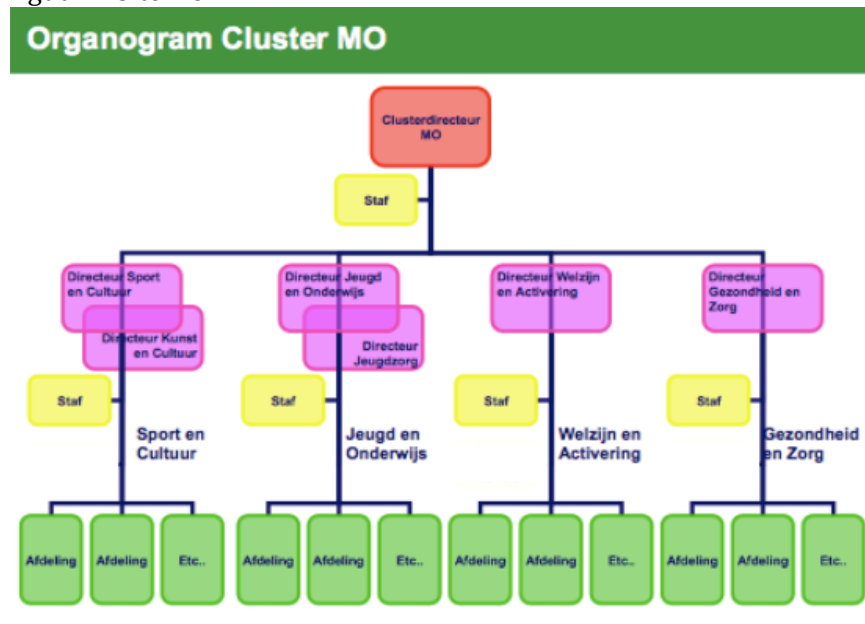 Organogram Cluster MO
Clusterdirecteur
MO
Staf
Directeur Sport
en Cultuur
Directeur Kunst
en Cultuur
Directeur Jeugd
en Onderwijs
Directeur
Jeugdzorg
Directeur Welzijn
en Activering
Directeur
Gezondheid en
Zorg
Staf
Staf
Staf
Staf
Sport en
Cultuur
Jeugd en
Onderwijs
Welzijn en
Activering
Gezondheid
en Zorg
Afdeling
Afdeling
Etc..
Afdeling
Afdeling
Etc..
Afdeling
Afdeling
Etc..
Afdeling
Afdeling
Etc..